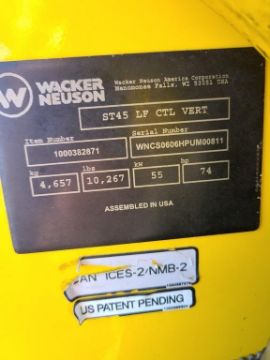 WACKER
NEUSON
Wacker Neuson America Corporation
Menomonee Falls, WI 53051 USA
ST45 LF CTL VERT
Item Number
Serial Number
1000382871
WNCS0606HPUM00811
kg
lbs
kW
hp
4,657
10,267
55
74
ASSEMBLED IN USA
CAN ICES-2/NMB-2
US PATENT PENDING